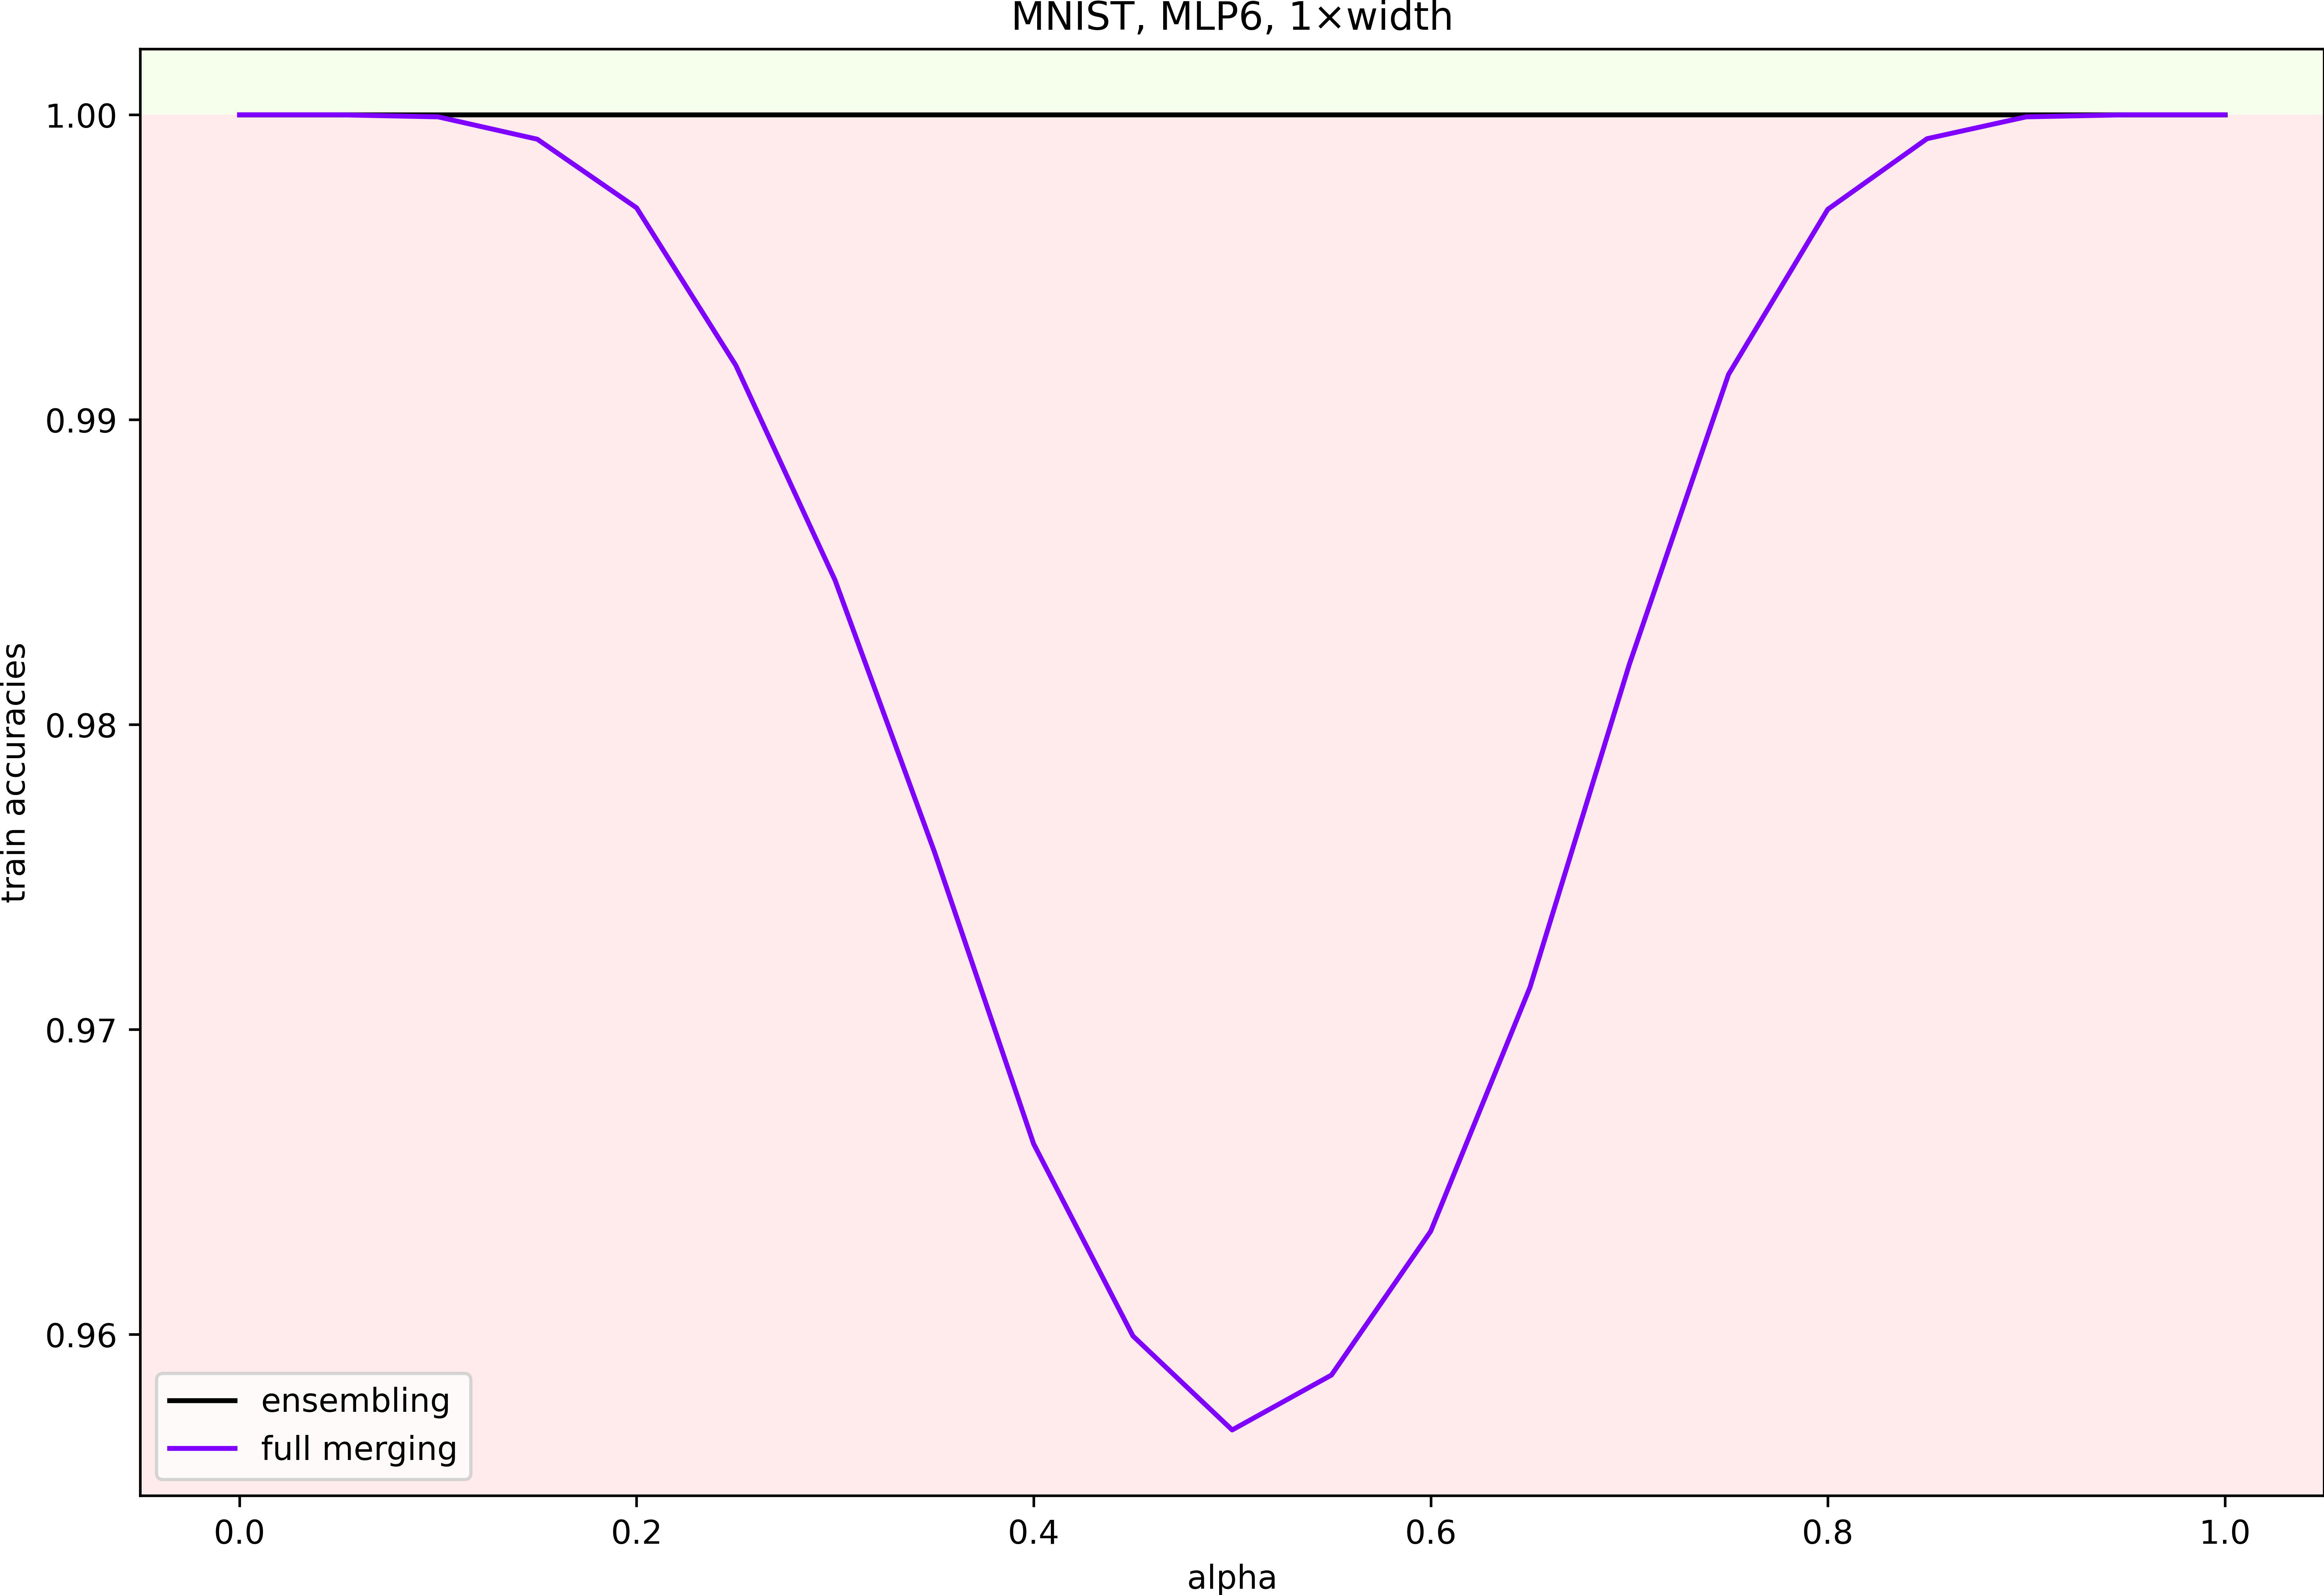 MNIST, MLP6, 1×width
1.00
0.99
0.98
0.97
0.96
train accuracies
ensembling
full merging
0.0 0.2 0.4 0.6 0.8 1.0
alpha